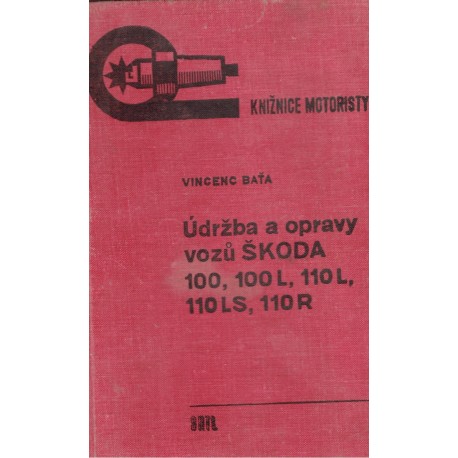 KNIŽNICE MOTORISTY
VINCENC BAŤA
Údržba a opravy
vozů ŠKODA
100, 100 L, 110 L,
110 LS, 110 R
SNTL